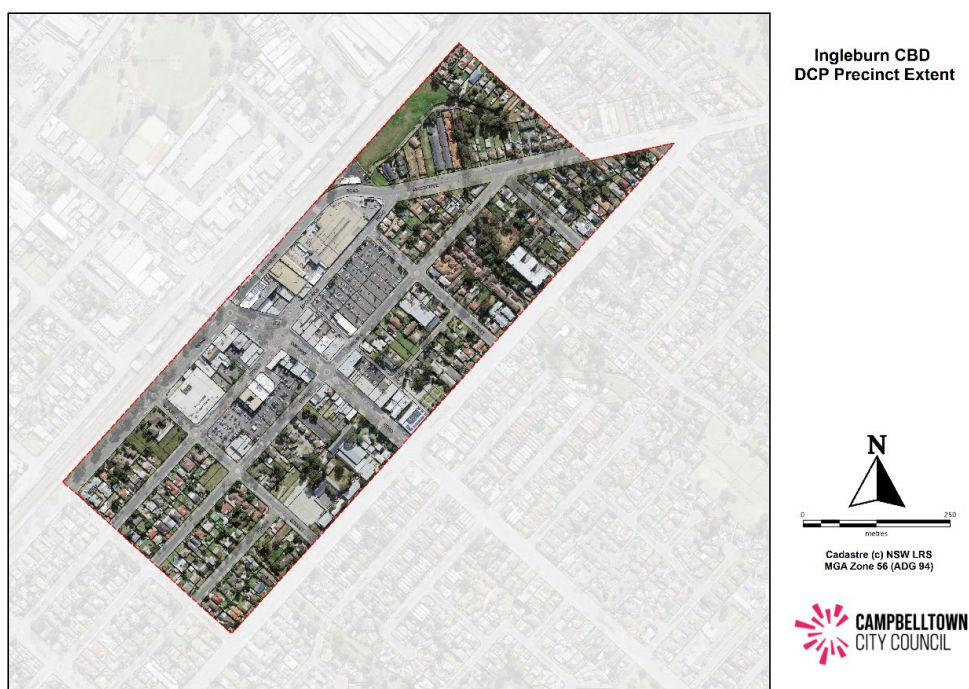 Ingleburn CBD
DCP Precinct Extent
ROAD
N
0 250
metres
Cadastre (c) NSW LRS
MGA Zone 56 (ADG 94)
CAMPBELLTOWN
CITY COUNCIL